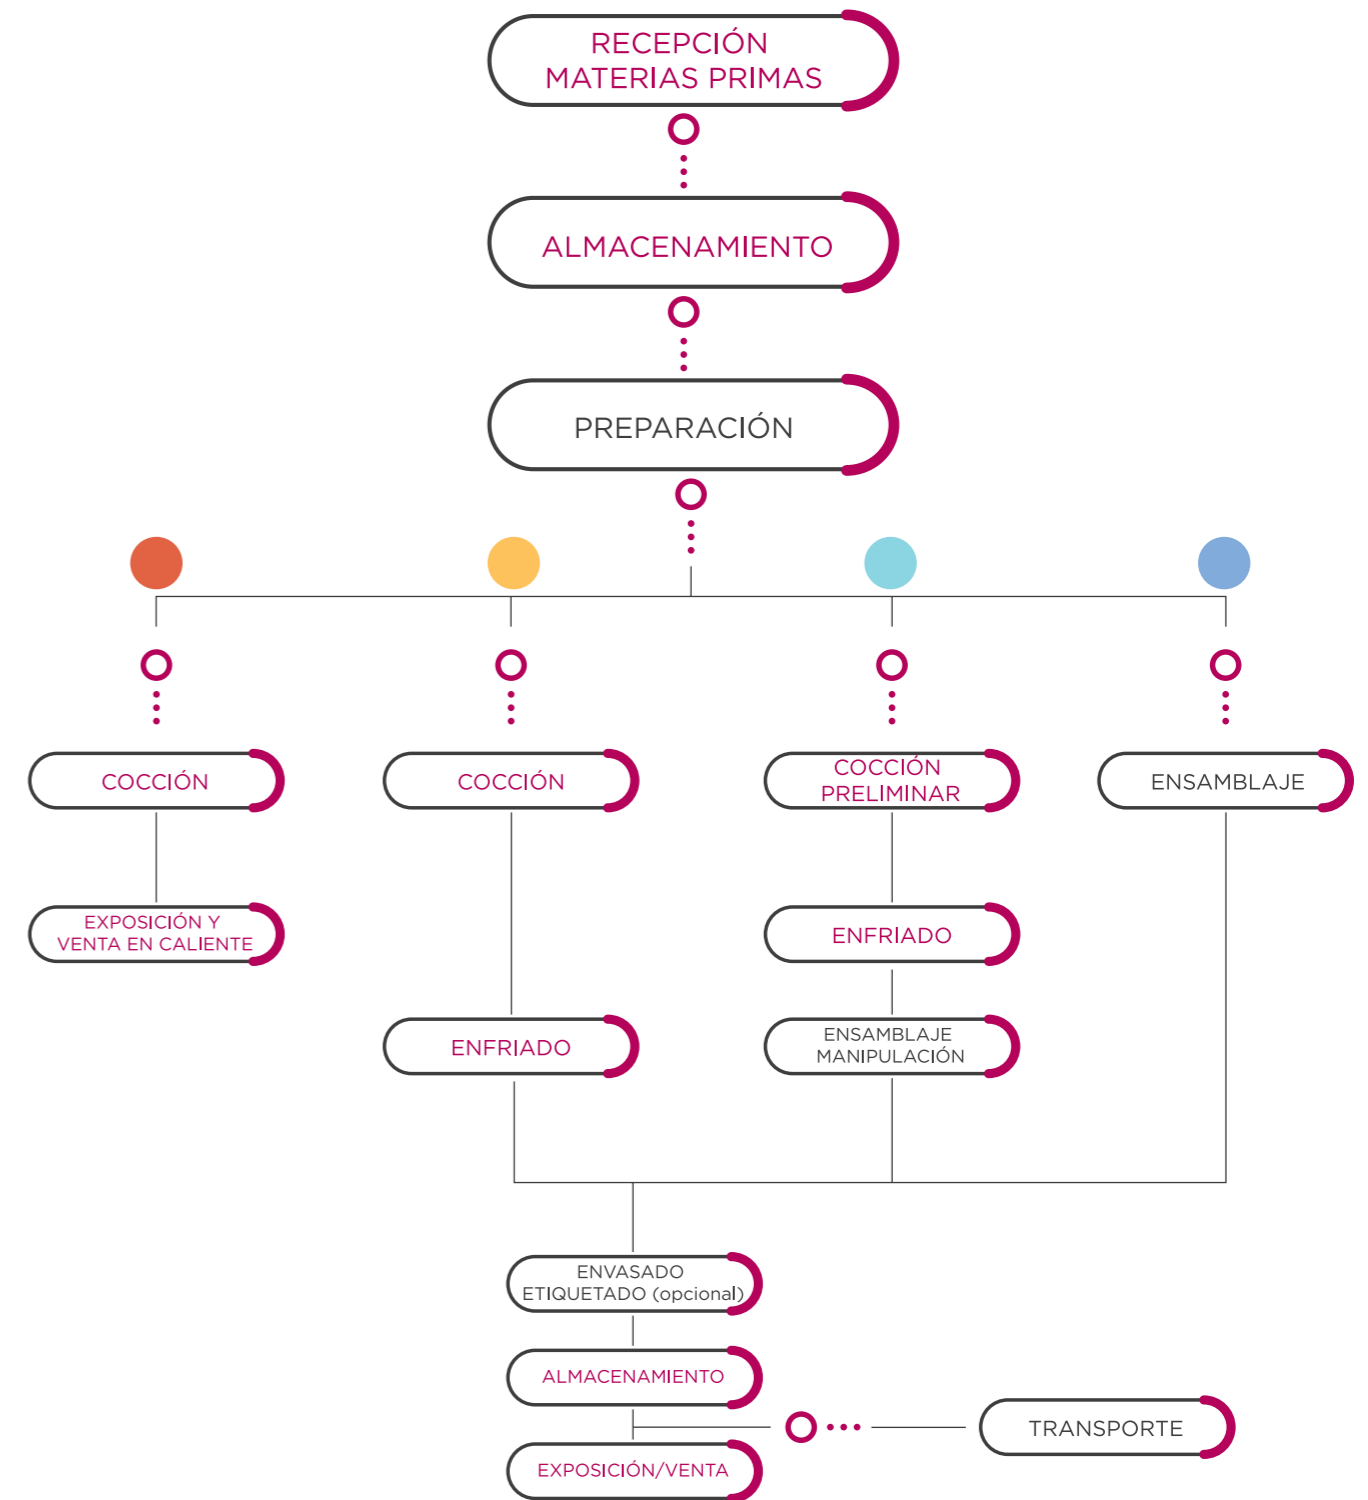 RECEPCIÓN
MATERIAS PRIMAS
ALMACENAMIENTO
PREPARACIÓN
COCCIÓN
COCCIÓN
COCCIÓN
PRELIMINAR
ENSAMBLAJE
EXPOSICIÓN Y
VENTA EN CALIENTE
ENFRIADO
ENFRIADO
ENSAMBLAJE
MANIPULACIÓN
ENVASADO
ETIQUETADO (opcional)
ALMACENAMIENTO
TRANSPORTE
EXPOSICIÓN/VENTA